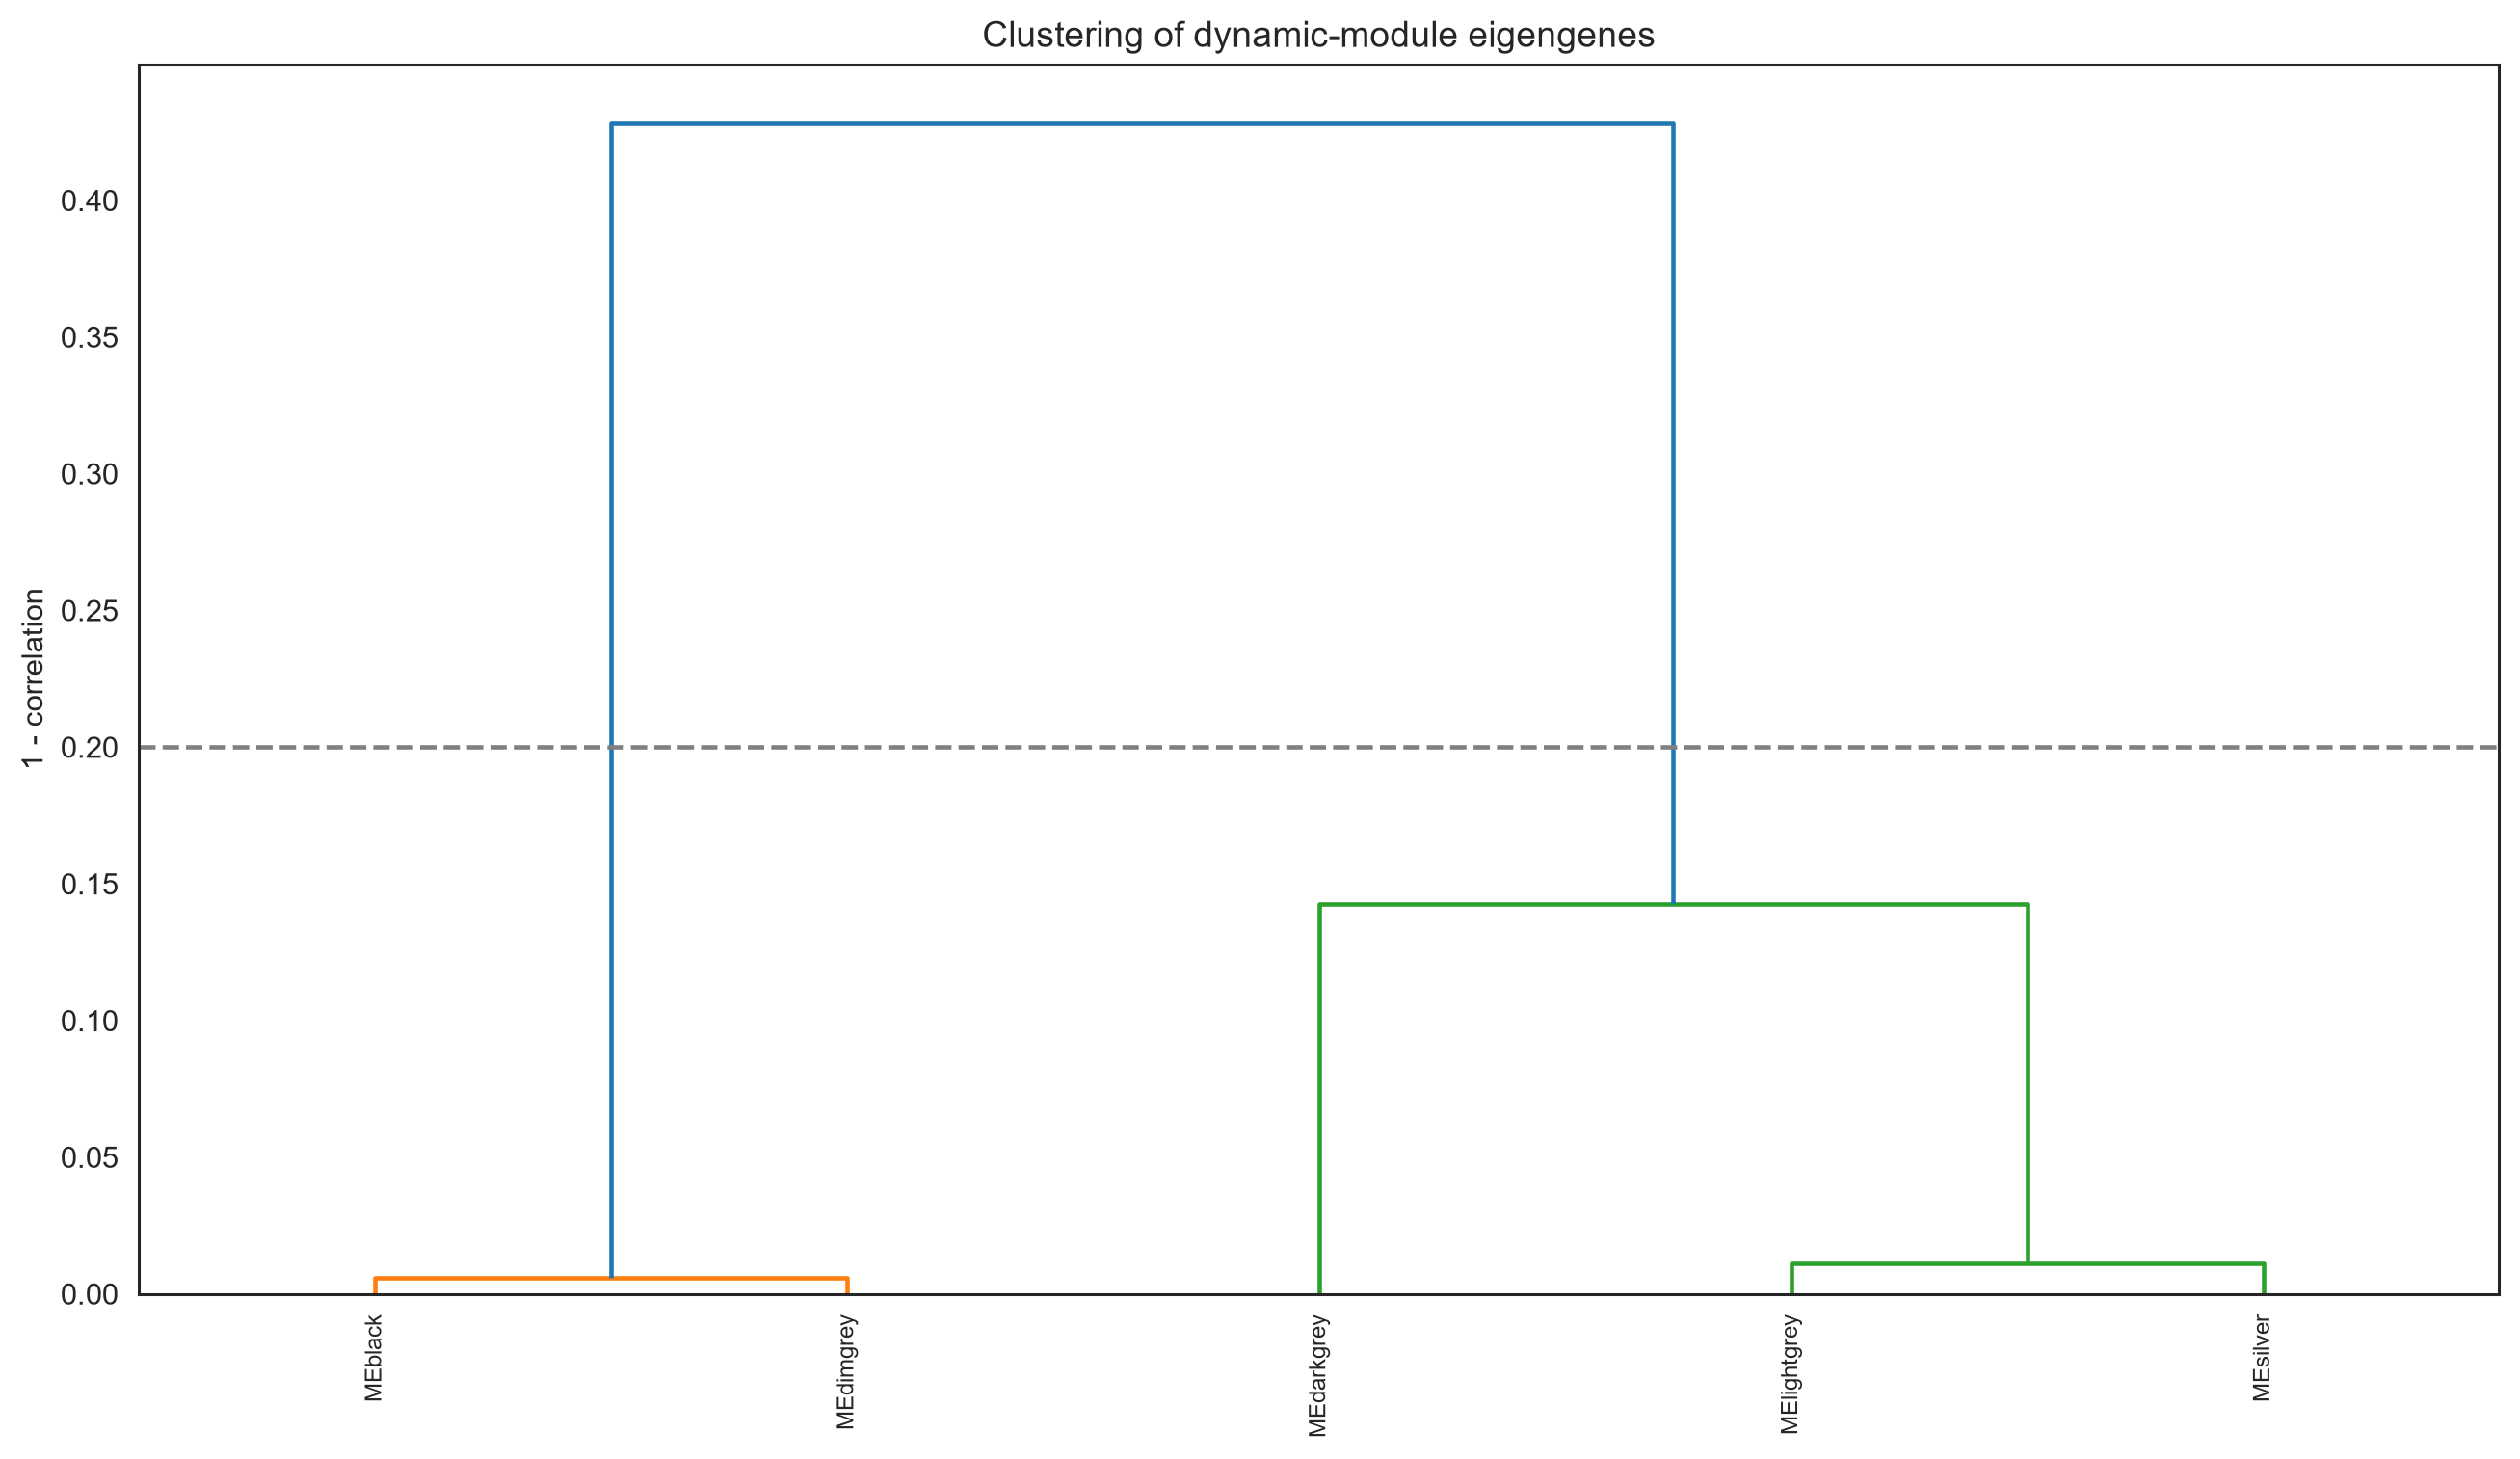 Clustering of dynamic-module eigengenes
1 - correlation
0.40
0.35
0.30
0.25
0.20
0.15
0.10
0.05
0.00
MEblack
MEdimgrey
MEdarkgrey
MElightgrey
MEsilver